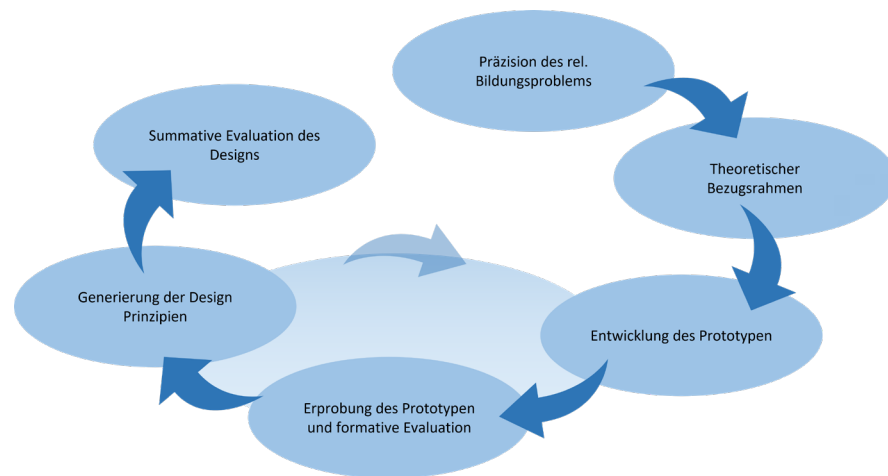 Präzision des rel.
Bildungsproblems
Theoretischer
Bezugsrahmen
Entwicklung des Prototypen
Erprobung des Prototypen
und formative Evaluation
Generierung der Design
Prinzipien
Summative Evaluation des
Designs